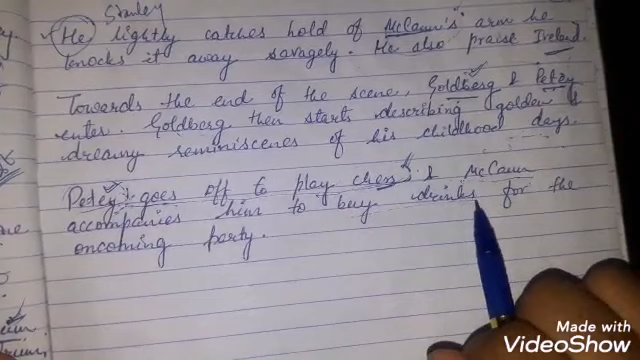 Stanley
He lightly catches hold of McCann's arm he
knocks it away savagely. He also praise Ireland.
Towards the end of the scene, Goldberg & Petey
enter. Goldberg then starts describing golden &
dreamy reminiscences of his childhood days.
Petey goes off to play chess & McCann
accompanies him to buy drinks for the
oncoming party.
Made with
VideoShow